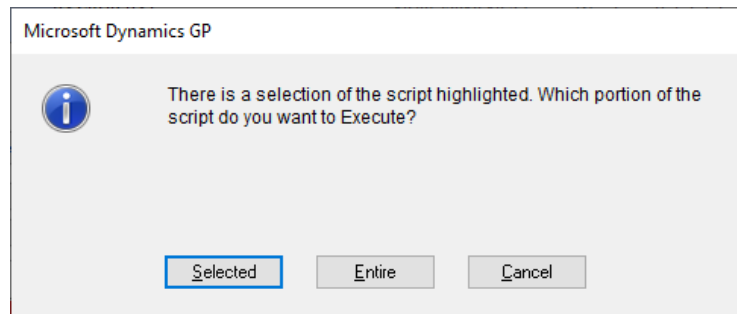 Microsoft Dynamics GP
There is a selection of the script highlighted. Which portion of the
script do you want to Execute?
Selected
Entire
Cancel